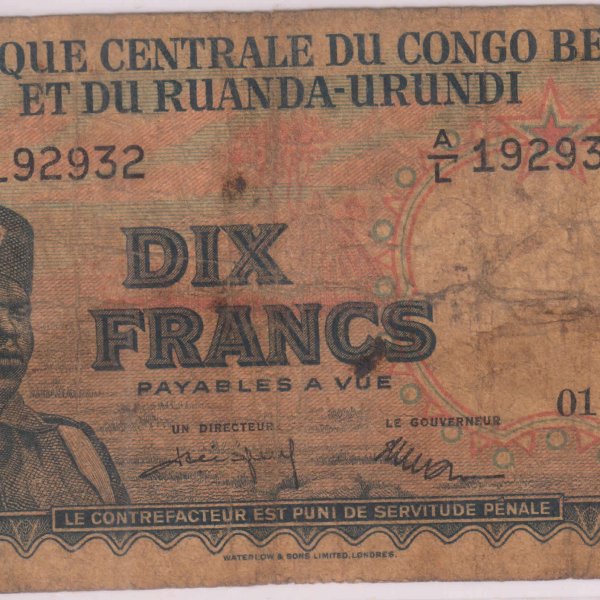 QUE CENTRALE DU CONGO BE
ET DU RUANDA-URUNDI
192932
A/L 19293
DIX
FRANCS
PAYABLES A VUE
01
UN DIRECTEUR
LE GOUVERNEUR
LE CONTREFACTEUR EST PUNI DE SERVITUDE PÉNALE
WATERLOW & SONS LIMITED, LONDRES.